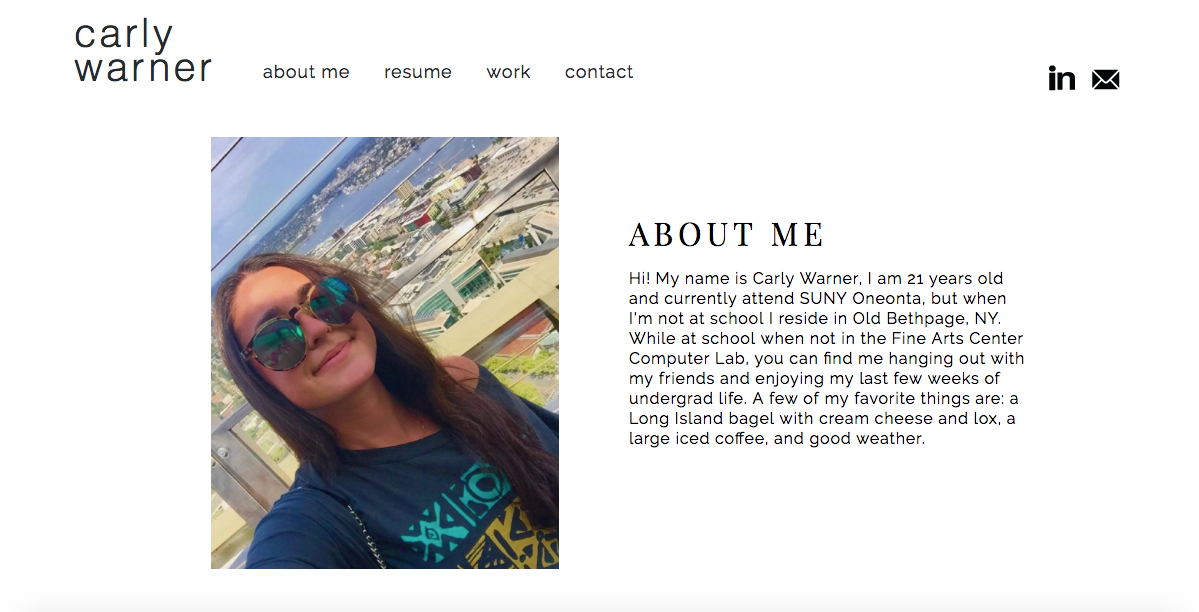 carly
warner
about me resume work contact
in
ABOUT ME
Hi! My name is Carly Warner, I am 21 years old
and currently attend SUNY Oneonta, but when
I'm not at school I reside in Old Bethpage, NY.
While at school when not in the Fine Arts Center
Computer Lab, you can find me hanging out with
my friends and enjoying my last few weeks of
undergrad life. A few of my favorite things are: a
Long Island bagel with cream cheese and lox, a
large iced coffee, and good weather.